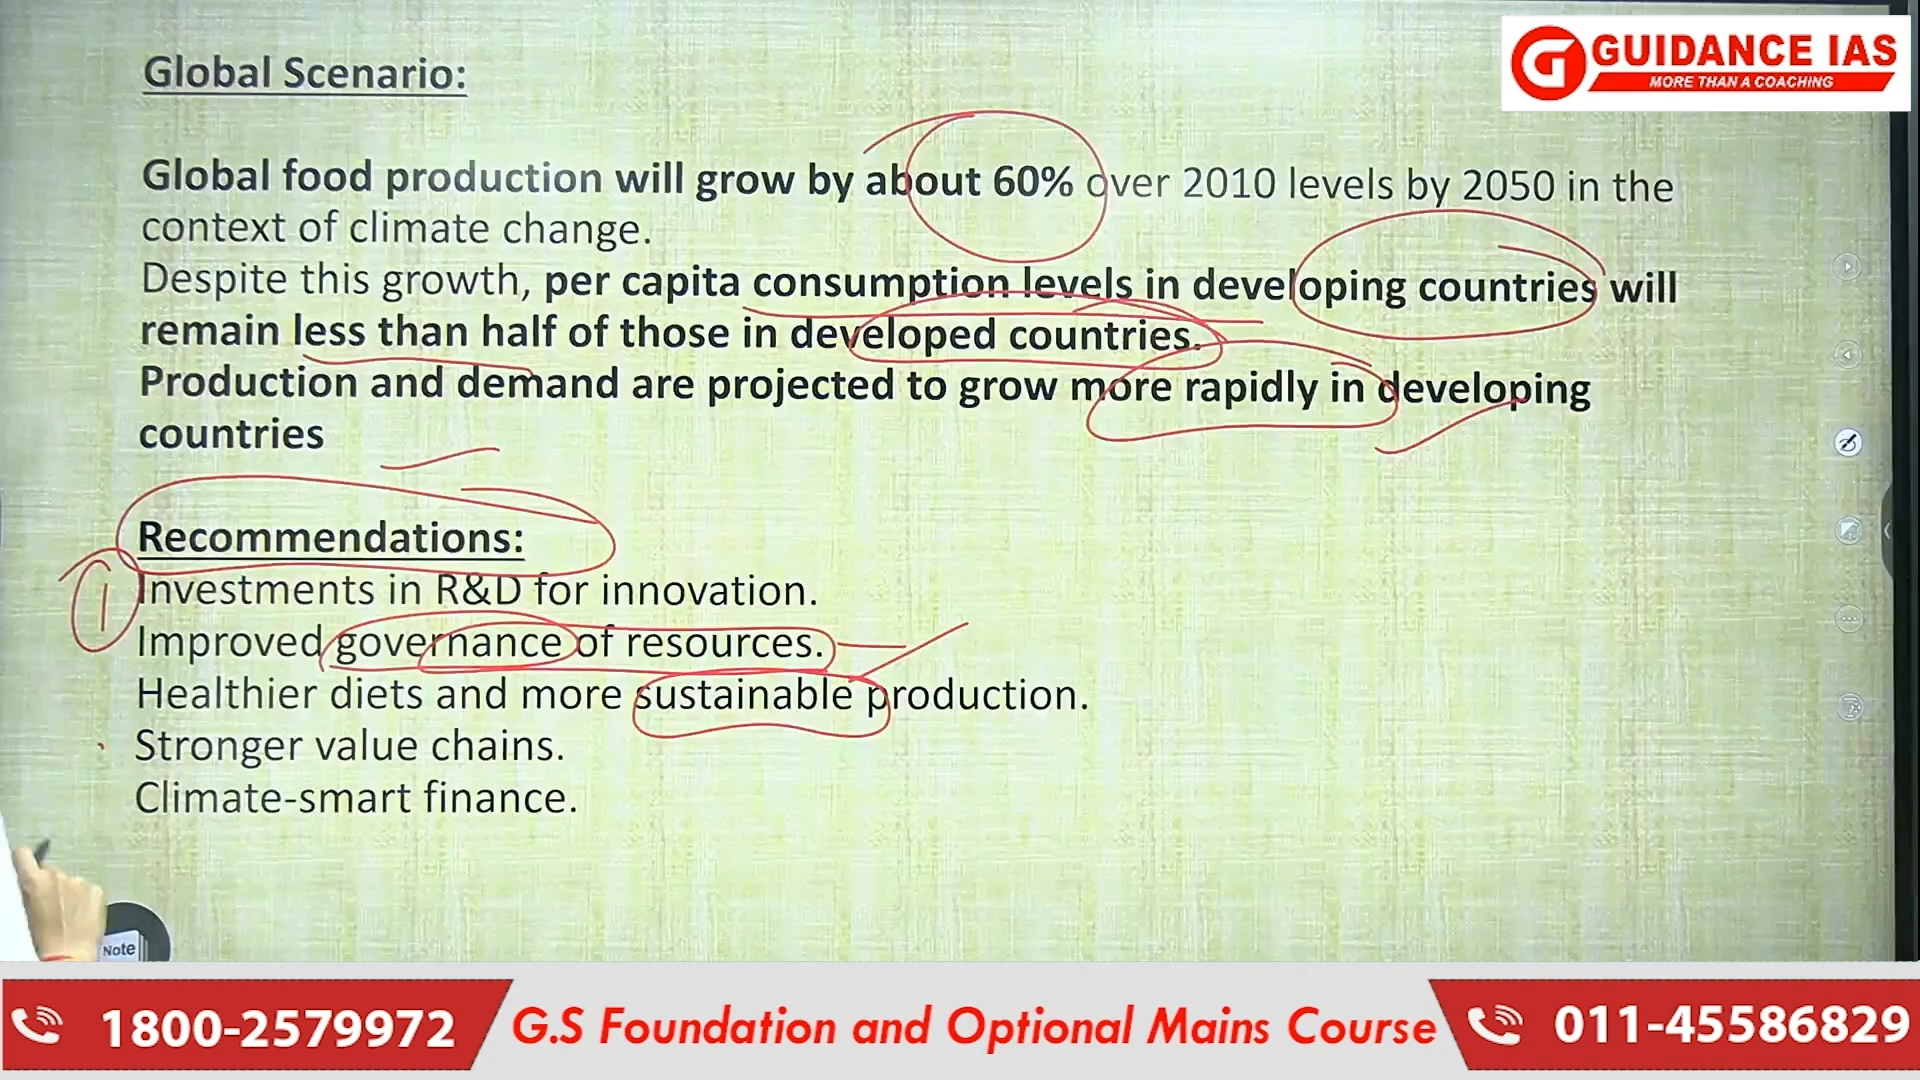 GUIDANCE IAS
MORE THAN A COACHING
Global Scenario:
Global food production will grow by about 60% over 2010 levels by 2050 in the
context of climate change.
Despite this growth, per capita consumption levels in developing countries will
remain less than half of those in developed countries.
Production and demand are projected to grow more rapidly in developing
countries
Recommendations:
1
Investments in R&D for innovation.
Improved governance of resources.
Healthier diets and more sustainable production.
Stronger value chains.
Climate-smart finance.
Note
1800-2579972
G.S Foundation and Optional Mains Course
011-45586829